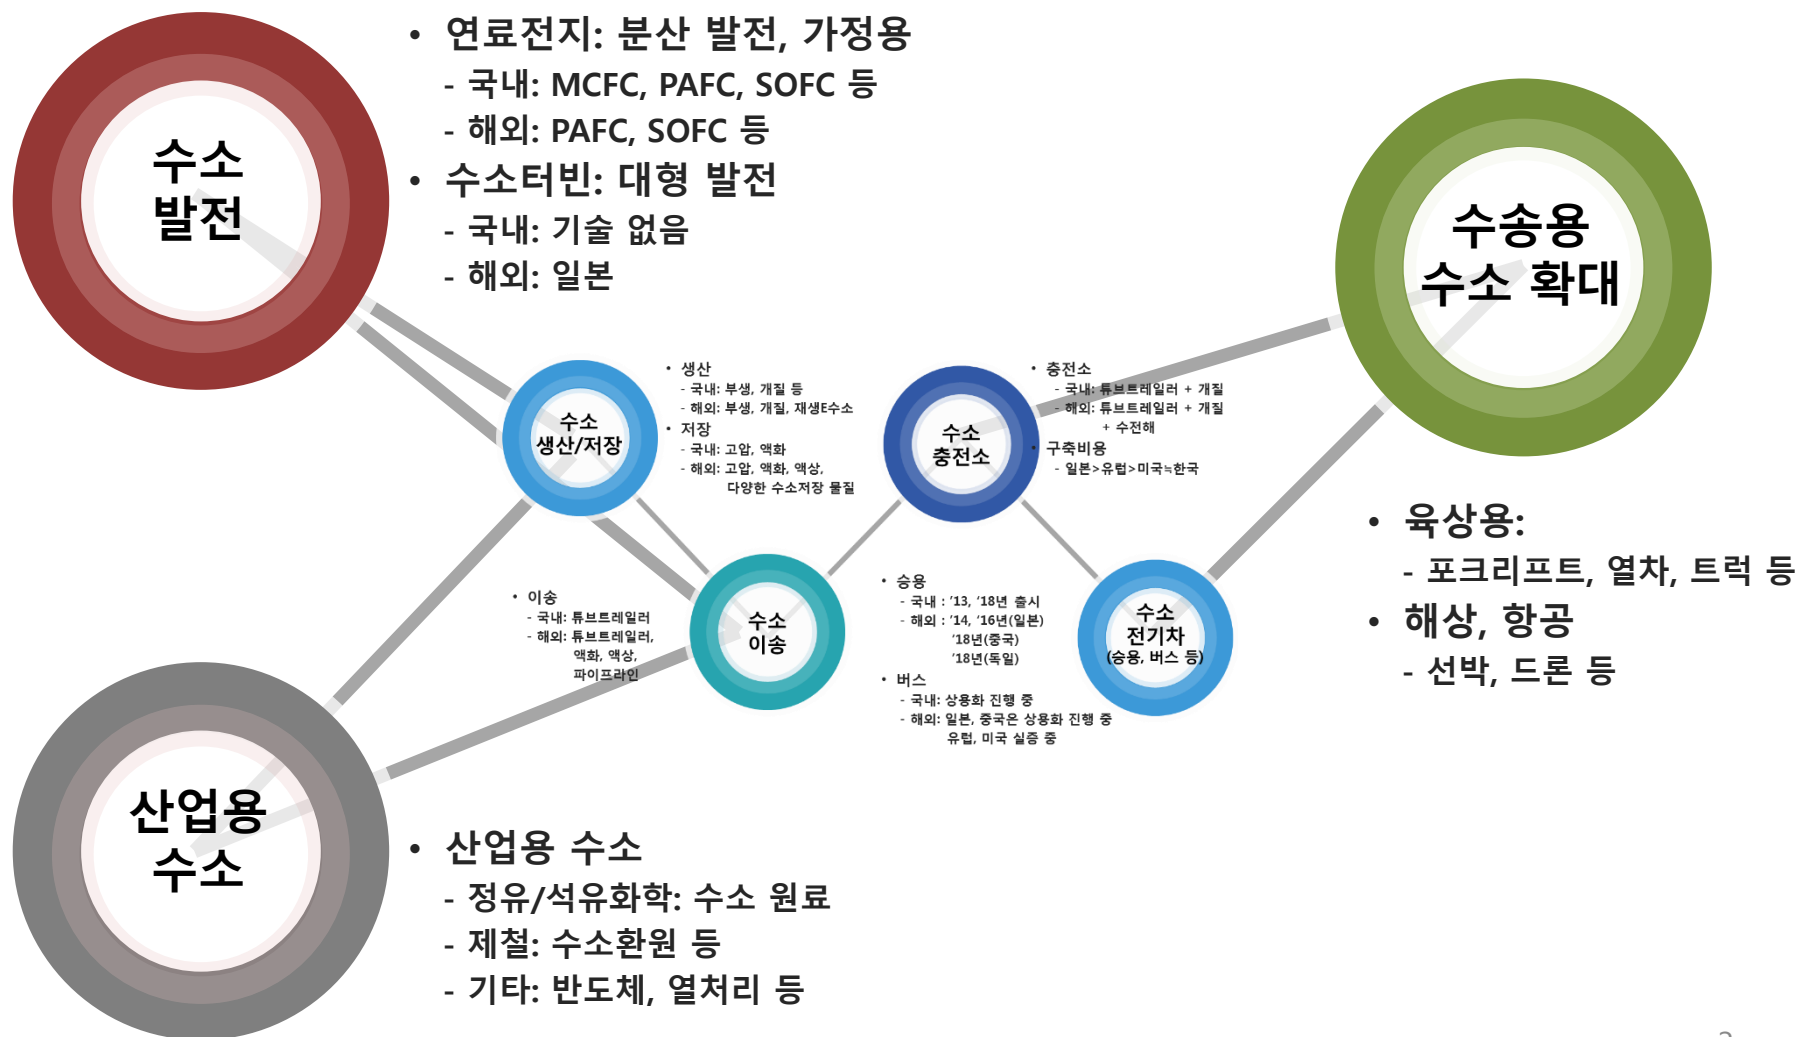 수소
발전
• 연료전지: 분산 발전, 가정용
- 국내: MCFC, PAFC, SOFC 등
- 해외: PAFC, SOFC 등
• 수소터빈: 대형 발전
- 국내: 기술 없음
- 해외: 일본
수송용
수소 확대
• 육상용:
- 포크리프트, 열차, 트럭 등
• 해상, 항공
- 선박, 드론 등
수소
생산/저장
• 생산
- 국내: 부생, 개질 등
- 해외: 부생, 개질, 재생E수소
• 저장
- 국내: 고압, 액화
- 해외: 고압, 액화, 액상,
다양한 수소저장 물질
수소
충전소
• 충전소
- 국내: 튜브트레일러 + 개질
- 해외: 튜브트레일러 + 개질
+ 수전해
• 구축비용
- 일본>유럽>미국≒한국
• 이송
- 국내: 튜브트레일러
- 해외: 튜브트레일러,
액화, 액상,
파이프라인
수소
이송
• 승용
- 국내 : '13, '18년 출시
- 해외 : '14, '16년(일본)
'18년(중국)
'18년(독일)
• 버스
- 국내: 상용화 진행 중
- 해외: 일본, 중국은 상용화 진행 중
유럽, 미국 실증 중
수소
전기차
(승용, 버스 등)
산업용
수소
• 산업용 수소
- 정유/석유화학: 수소 원료
- 제철: 수소환원 등
- 기타: 반도체, 열처리 등